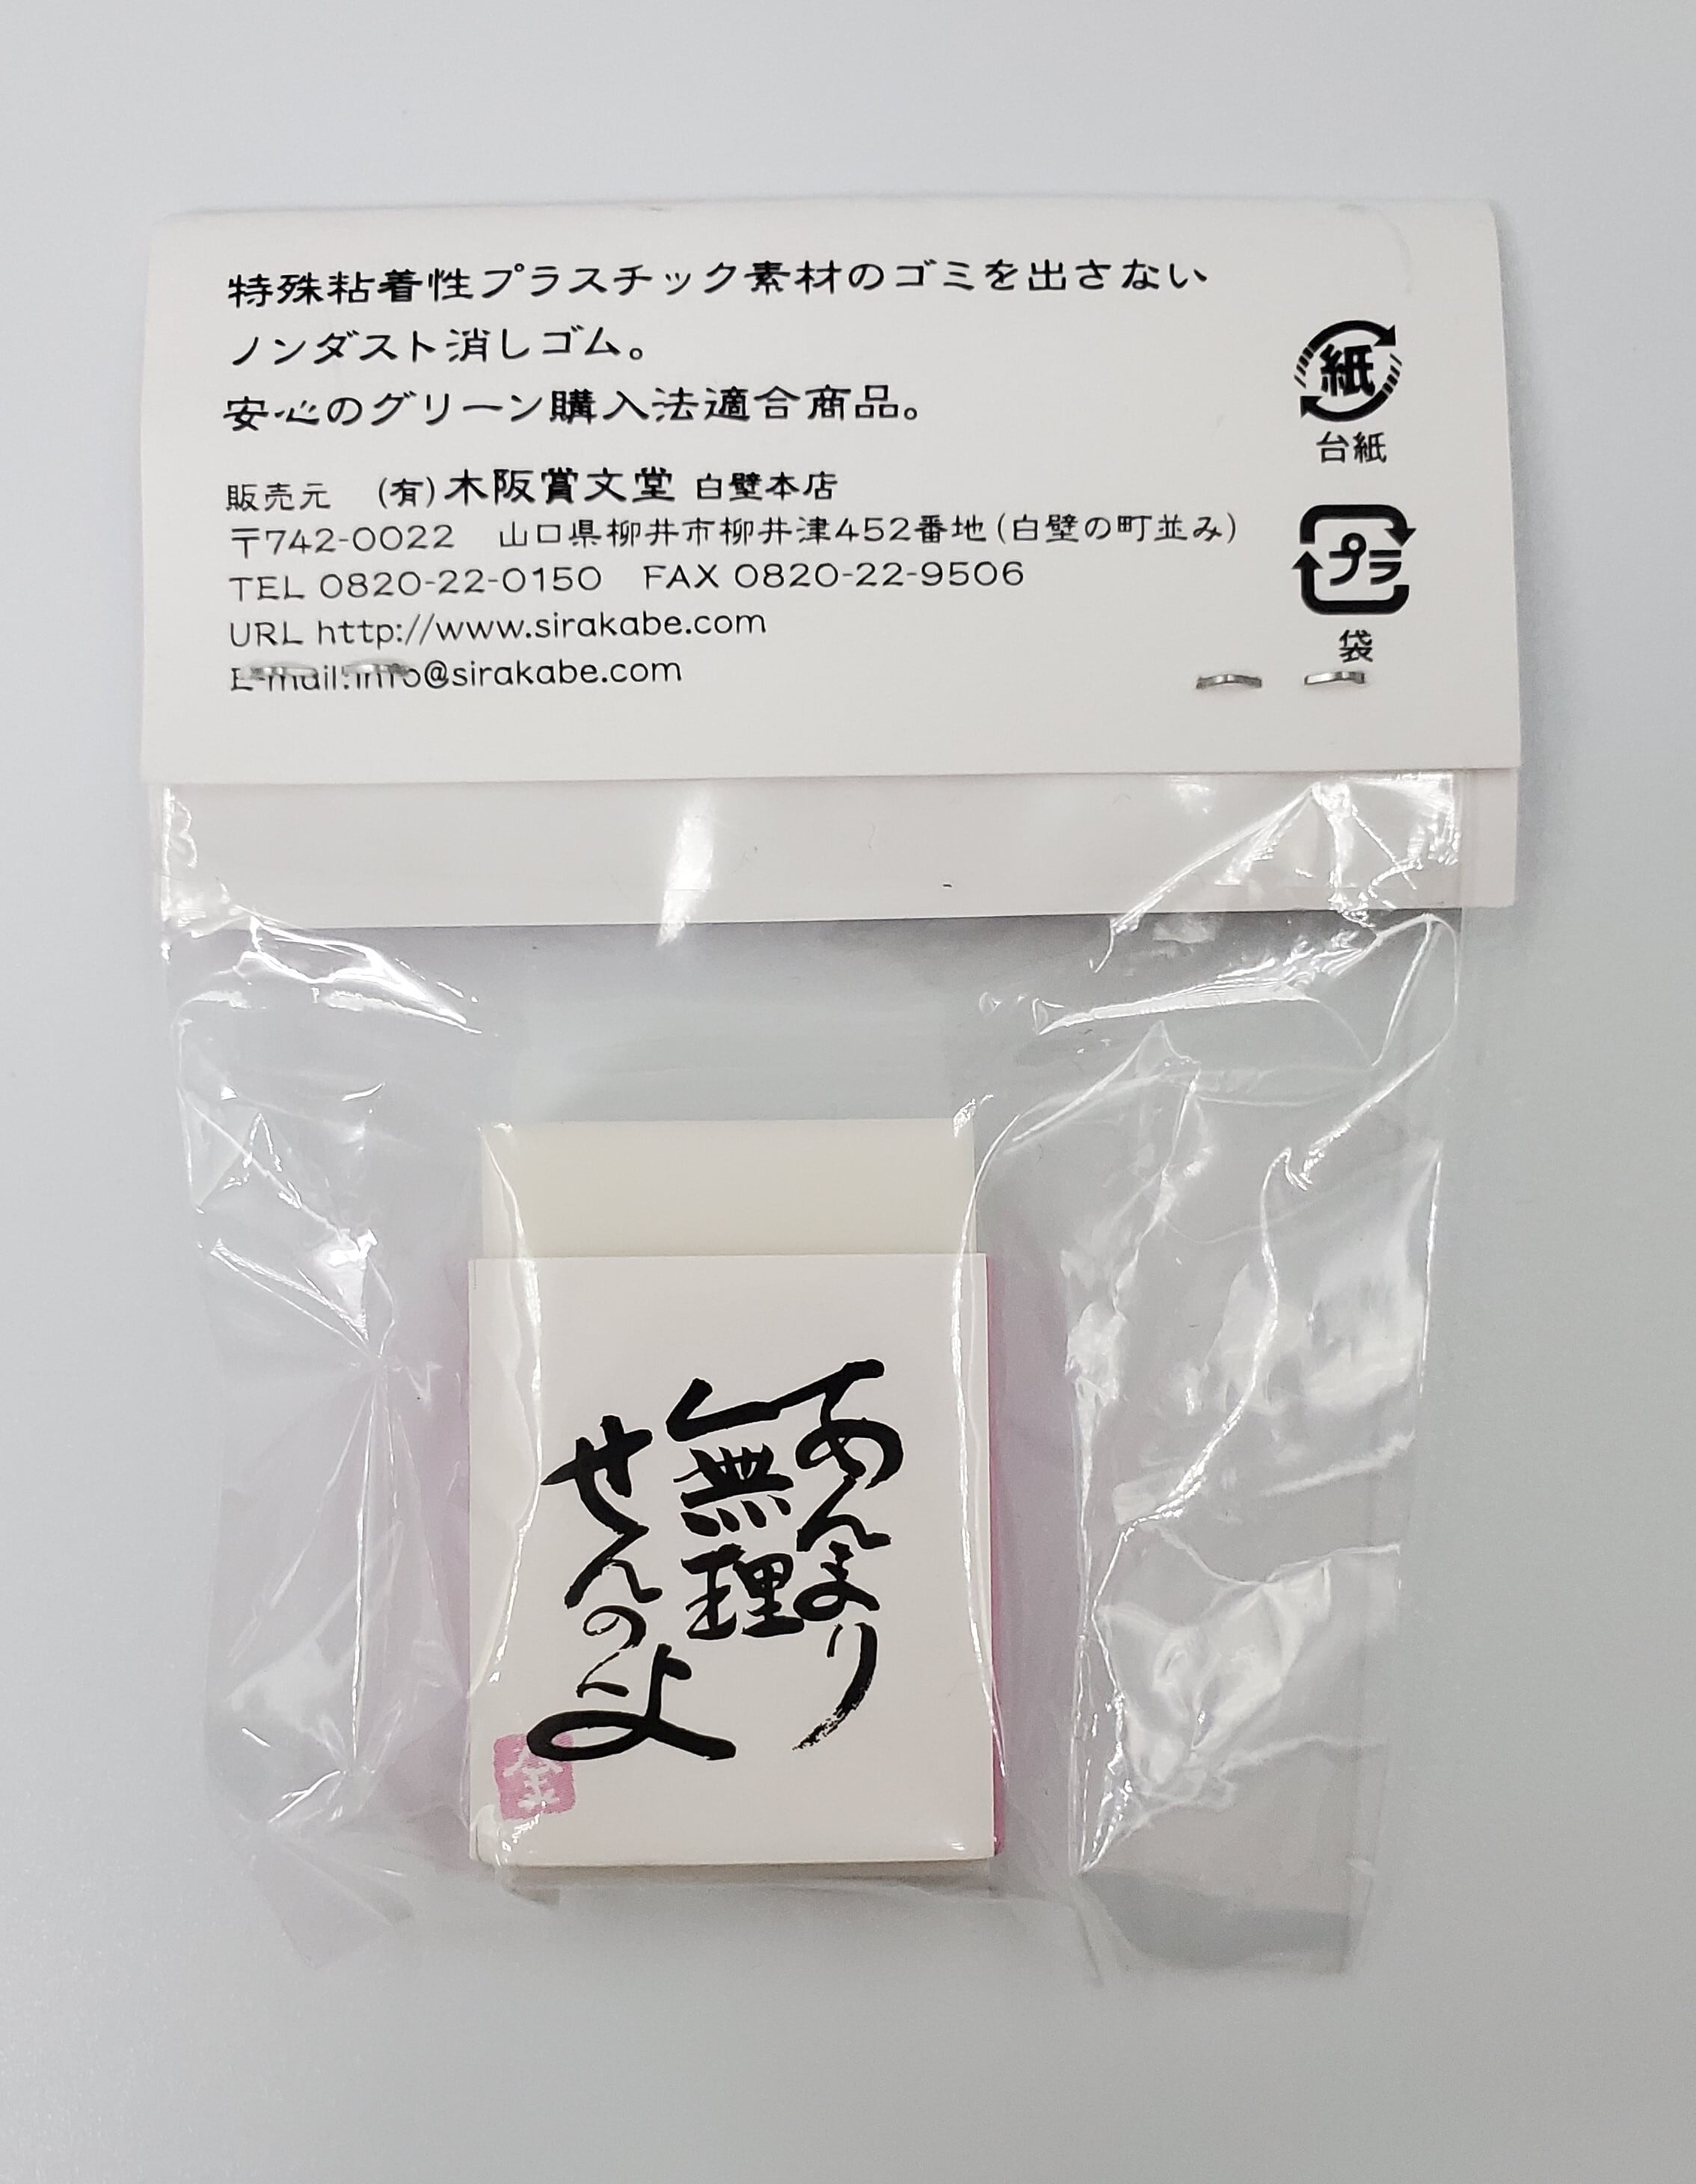 特殊粘着性プラスチック素材のゴミを出さない
ノンダスト消しゴム。
安心のグリーン購入法適合商品。
販売元 (有)木阪賞文堂 白壁本店
〒742-0022 山口県柳井市柳井津452番地(白壁の町並み)
TEL 0820-22-0150 FAX 0820-22-9506
URL http://www.sirakabe.com
E-mail:info@sirakabe.com
紙
台紙
プラ
袋
あんまり
無理
せんのよ